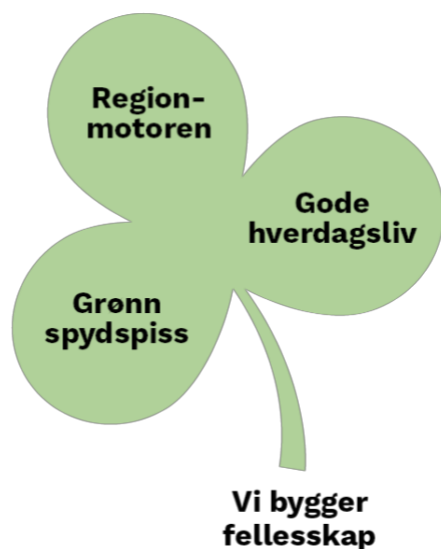 Region-
motoren
Gode
hverdagsliv
Grønn
spydspiss
Vi bygger
fellesskap